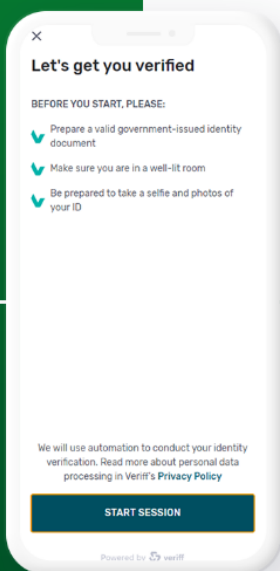 Let's get you verified
BEFORE YOU START, PLEASE:
Prepare a valid government-issued identity
document
Make sure you are in a well-lit room
Be prepared to take a selfie and photos of
your ID
We will use automation to conduct your identity
verification. Read more about personal data
processing in Veriff's Privacy Policy
START SESSION
Powered by veriff